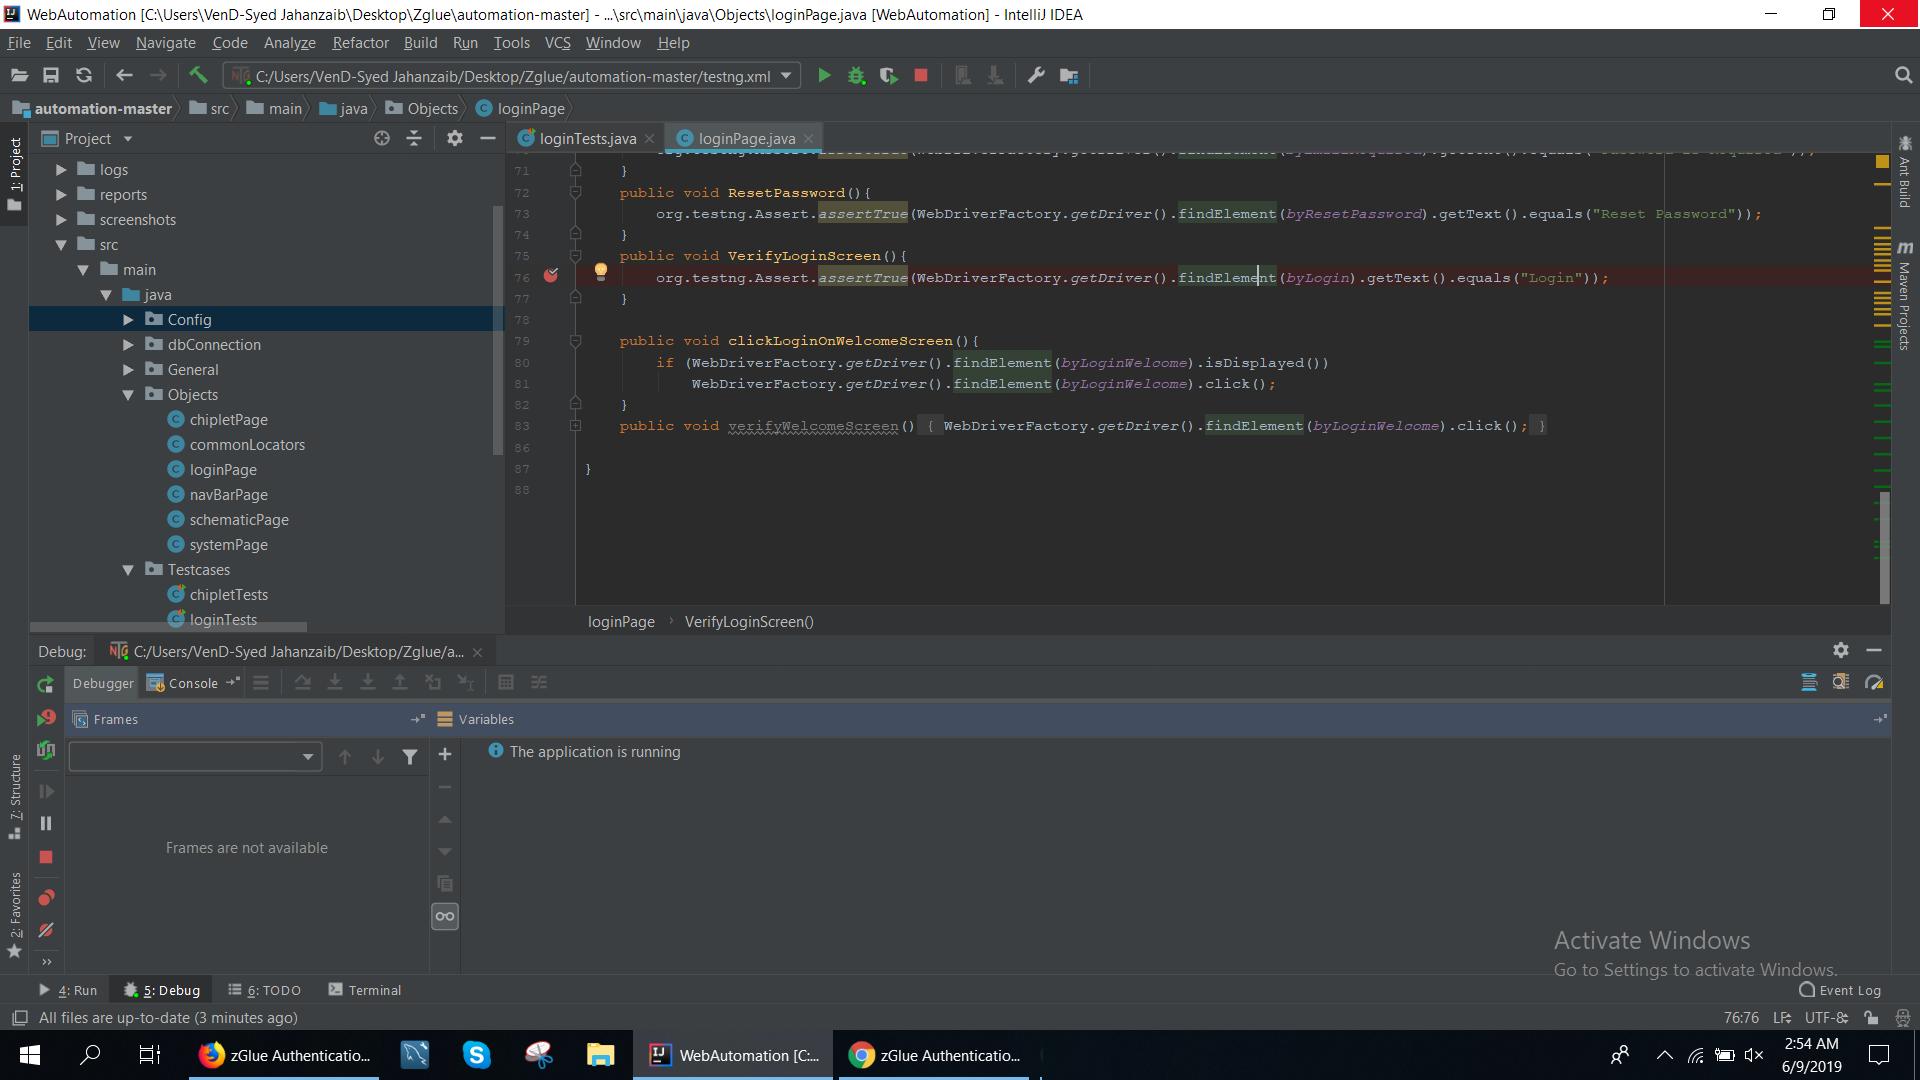 WebAutomation [C:\Users\VenD-Syed Jahanzaib\Desktop\Zglue\automation-master] - ...\src\main\java\Objects\loginPage.java [WebAutomation] - IntelliJ IDEA
File Edit View Navigate Code Analyze Refactor Build Run Tools VCS Window Help
C:/Users/VenD-Syed Jahanzaib/Desktop/Zglue/automation-master/testng.xml
automation-master src main java Objects loginPage
Project
loginTests.java
loginPage.java
1: Project
logs
reports
screenshots
src
main
java
Config
dbConnection
General
Objects
chipletPage
commonLocators
loginPage
navBarPage
schematicPage
systemPage
Testcases
chipletTests
loginTests
71 }
72 public void ResetPassword(){
73 org.testng.Assert.assertTrue(WebDriverFactory.getDriver().findElement(byResetPassword).getText().equals("Reset Password"));
74 }
75 public void VerifyLoginScreen(){
76 org.testng.Assert.assertTrue(WebDriverFactory.getDriver().findElement(byLogin).getText().equals("Login"));
77 }
78
79 public void clickLoginOnWelcomeScreen(){
80 if (WebDriverFactory.getDriver().findElement(byLoginWelcome).isDisplayed())
81 WebDriverFactory.getDriver().findElement(byLoginWelcome).click();
82 }
83 public void verifyWelcomeScreen() { WebDriverFactory.getDriver().findElement(byLoginWelcome).click(); }
86
87 }
88
loginPage › VerifyLoginScreen()
Ant Build
Maven Projects
Debug: C:/Users/VenD-Syed Jahanzaib/Desktop/Zglue/a...
Debugger Console
Frames
Variables
The application is running
Frames are not available
7: Structure
2: Favorites
Activate Windows
Go to Settings to activate Windows.
4: Run 5: Debug 6: TODO Terminal
Event Log
All files are up-to-date (3 minutes ago)
76:76 LF UTF-8
zGlue Authenticatio...
WebAutomation [C:...
zGlue Authenticatio...
2:54 AM
6/9/2019